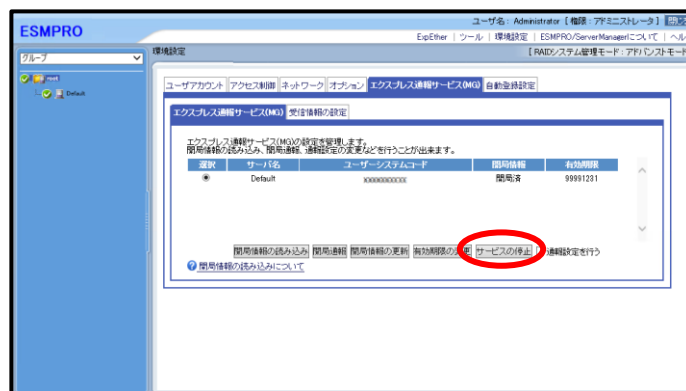 ユーザ名： Administrator [ 権限：アドミニストレータ ]
ESMPRO
ExpEther | ツール | 環境設定 | ESMPRO/ServerManagerについて | ヘル
グループ
環境設定
[ RAIDシステム管理モード：アドバンストモード
root
Default
ユーザアカウント アクセス制御 ネットワーク オプション エクスプレス通報サービス(MG) 自動登録設定
エクスプレス通報サービス(MG) 受信情報の設定
エクスプレス通報サービス(MG)の設定を管理します。
開局情報の読み込み、開局通報、通報設定の変更などを行うことが出来ます。
選択 サーバ名 ユーザーシステムコード 開局情報 有効期限
Default xxxxxxxxxxx 開局済 99991231
開局情報の読み込み 開局通報 開局情報の更新 有効期限の変更 サービスの停止 通報設定を行う
開局情報の読み込みについて